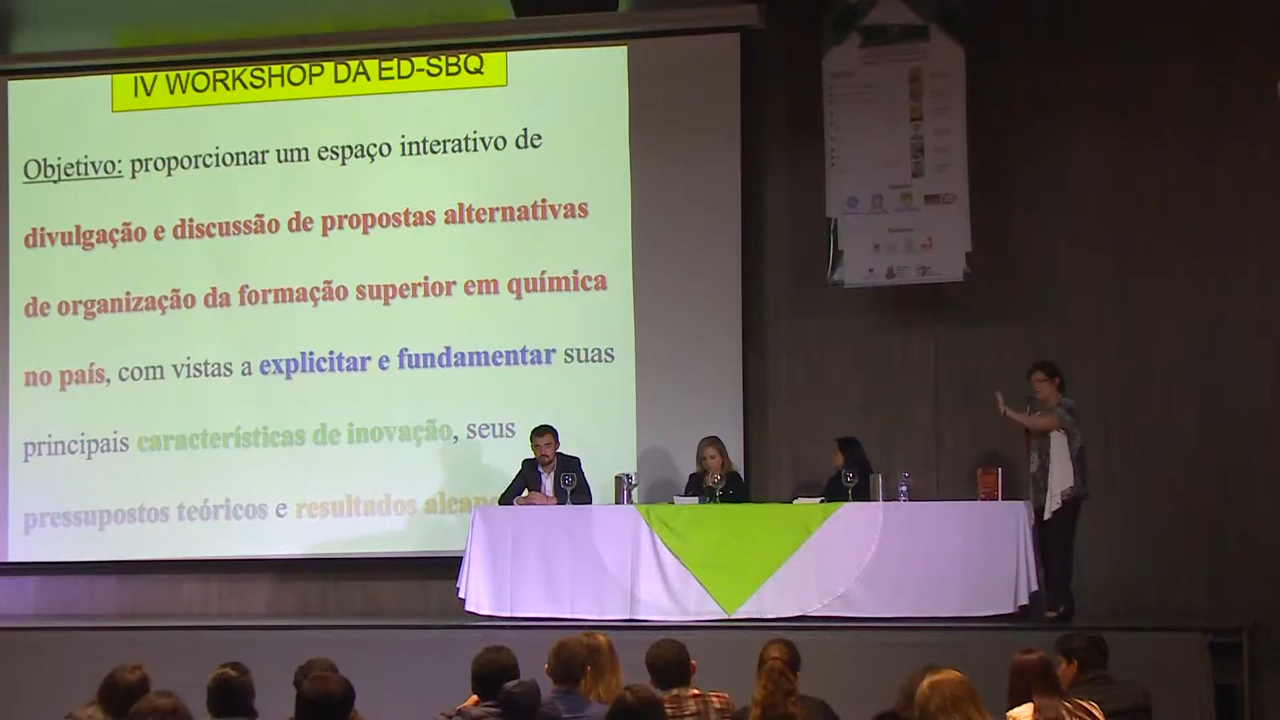 IV WORKSHOP DA ED-SBQ
Objetivo: proporcionar um espaço interativo de
divulgação e discussão de propostas alternativas
de organização da formação superior em química
no país, com vistas a explicitar e fundamentar suas
principais características de inovação, seus
pressupostos teóricos e resultados